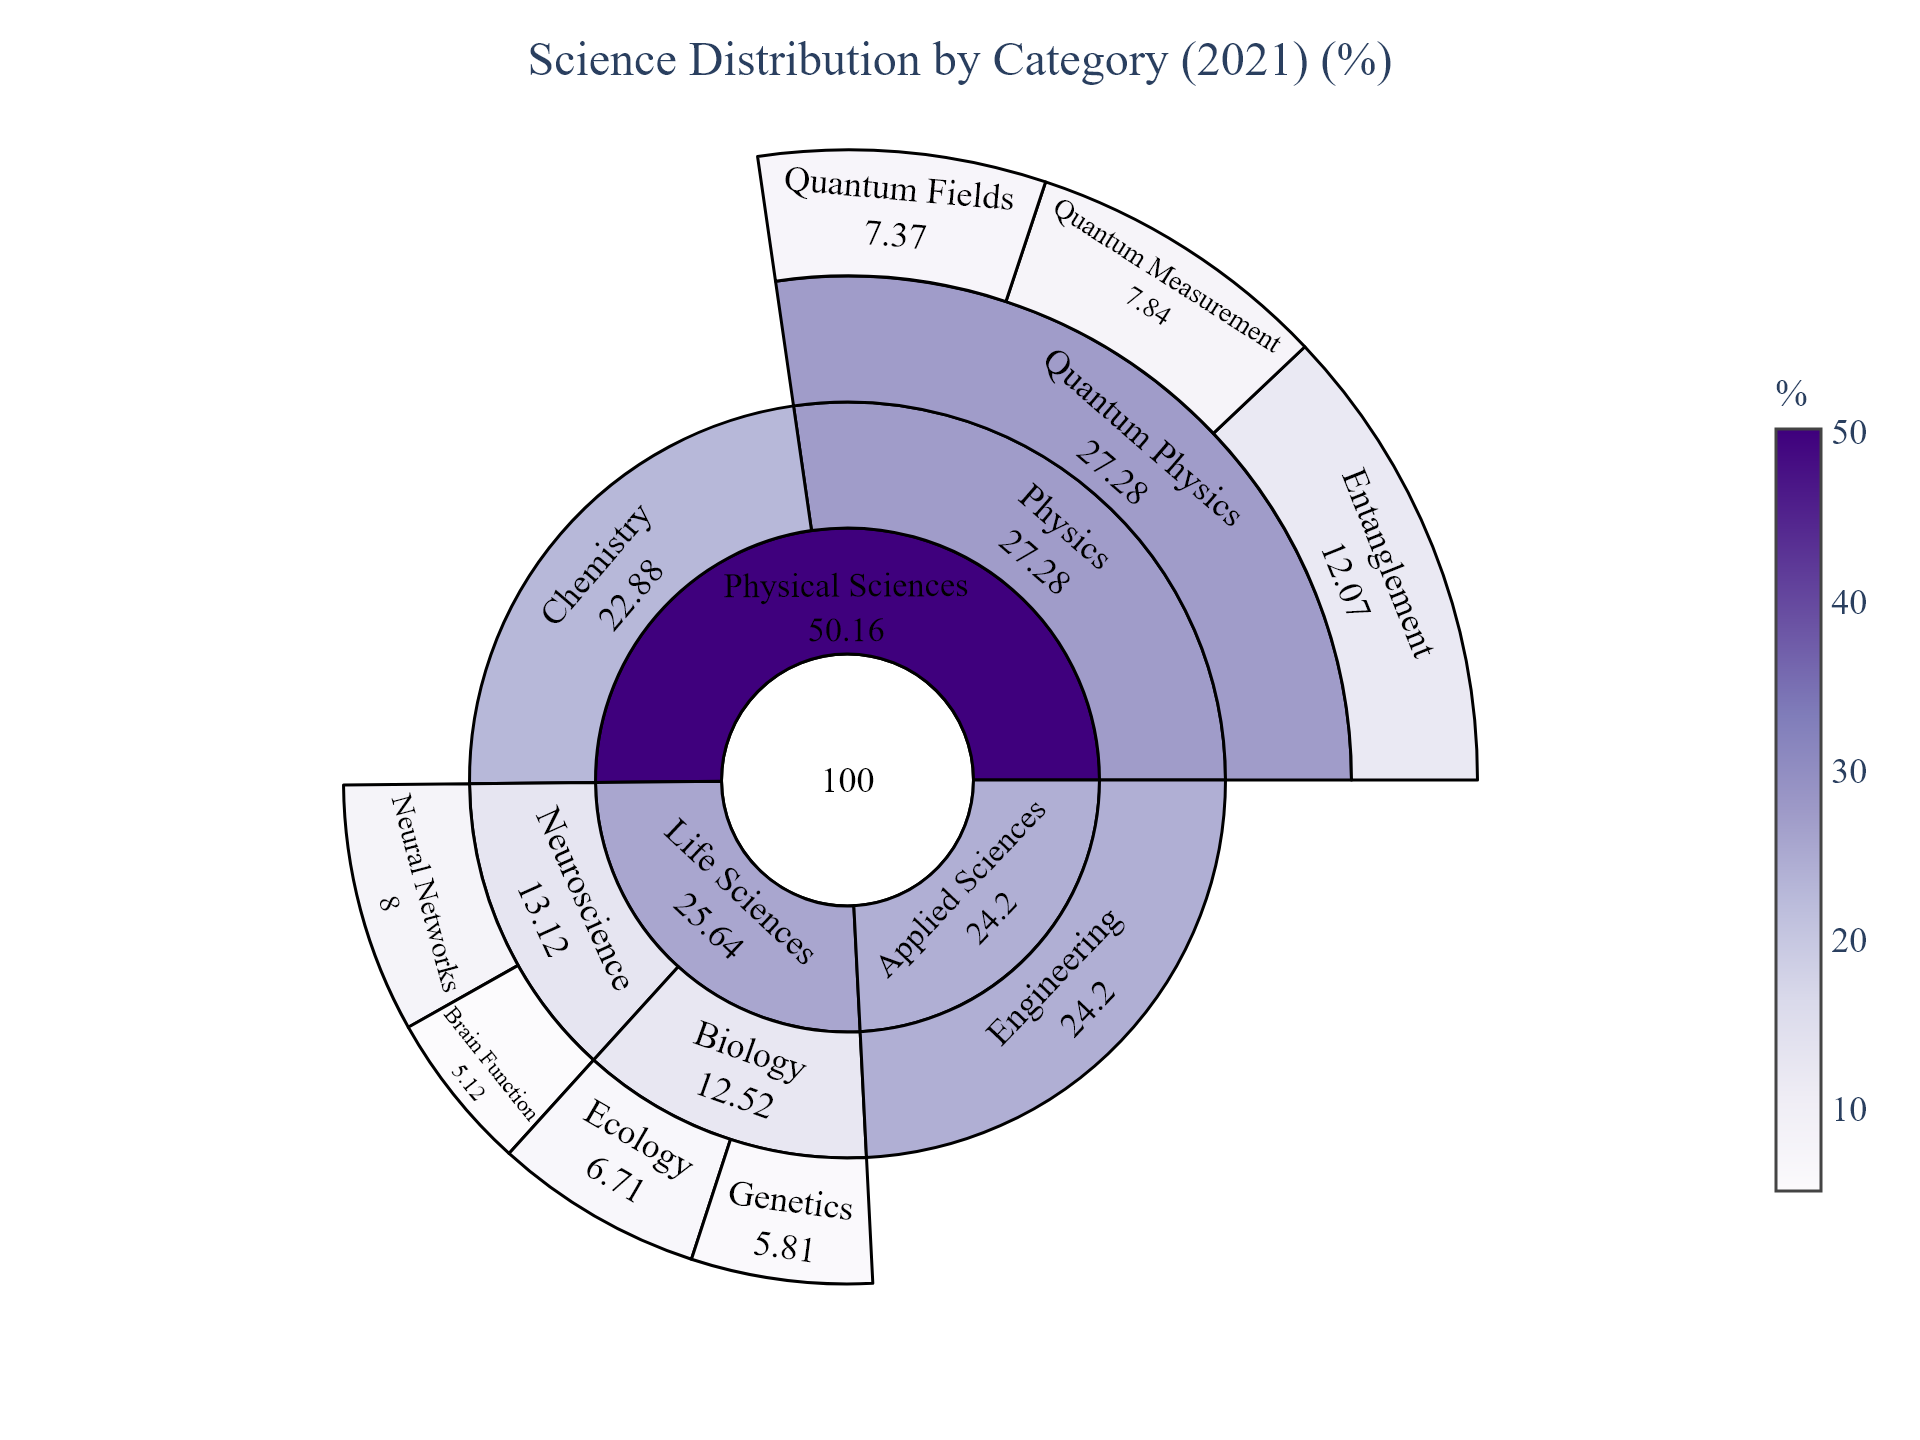 Science Distribution by Category (2021) (%)
Quantum Fields
7.37
Quantum Measurement
7.84
Entanglement
12.07
Quantum Physics
27.28
Physics
27.28
Chemistry
22.88
Physical Sciences
50.16
100
Life Sciences
25.64
Applied Sciences
24.2
Engineering
24.2
Neuroscience
13.12
Neural Networks
8
Brain Function
5.12
Biology
12.52
Ecology
6.71
Genetics
5.81
%
50
40
30
20
10